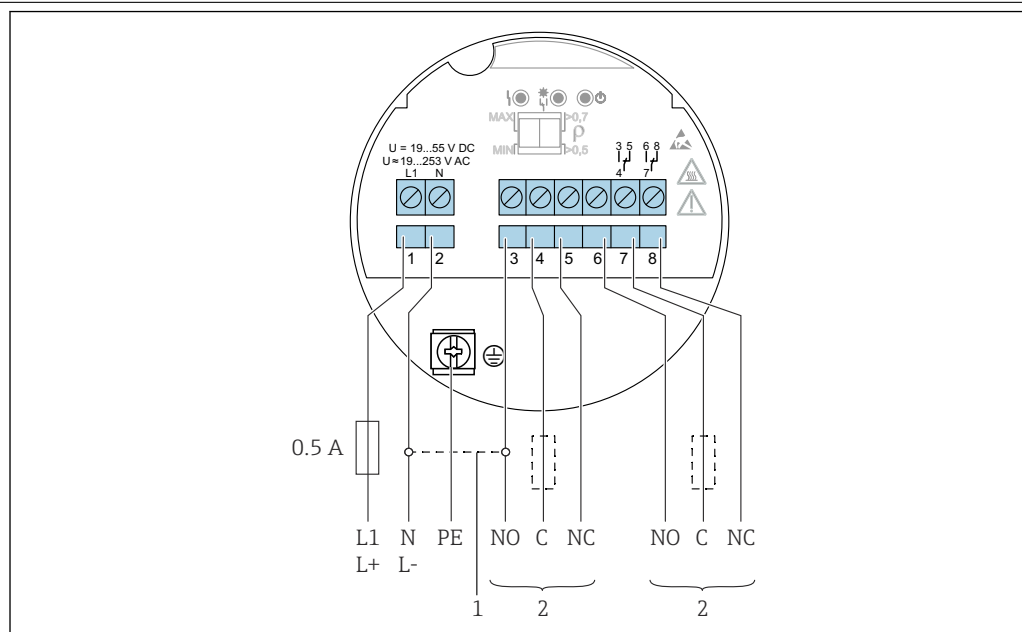 MAX >0,7
ρ
MIN >0,5
U = 19...55 V DC
U≈19...253 V AC
L1 N
3 5 6 8
4 7
1 2 3 4 5 6 7 8
0.5 A
L1 N PE NO C NC NO C NC
L+ L-
1 2 2